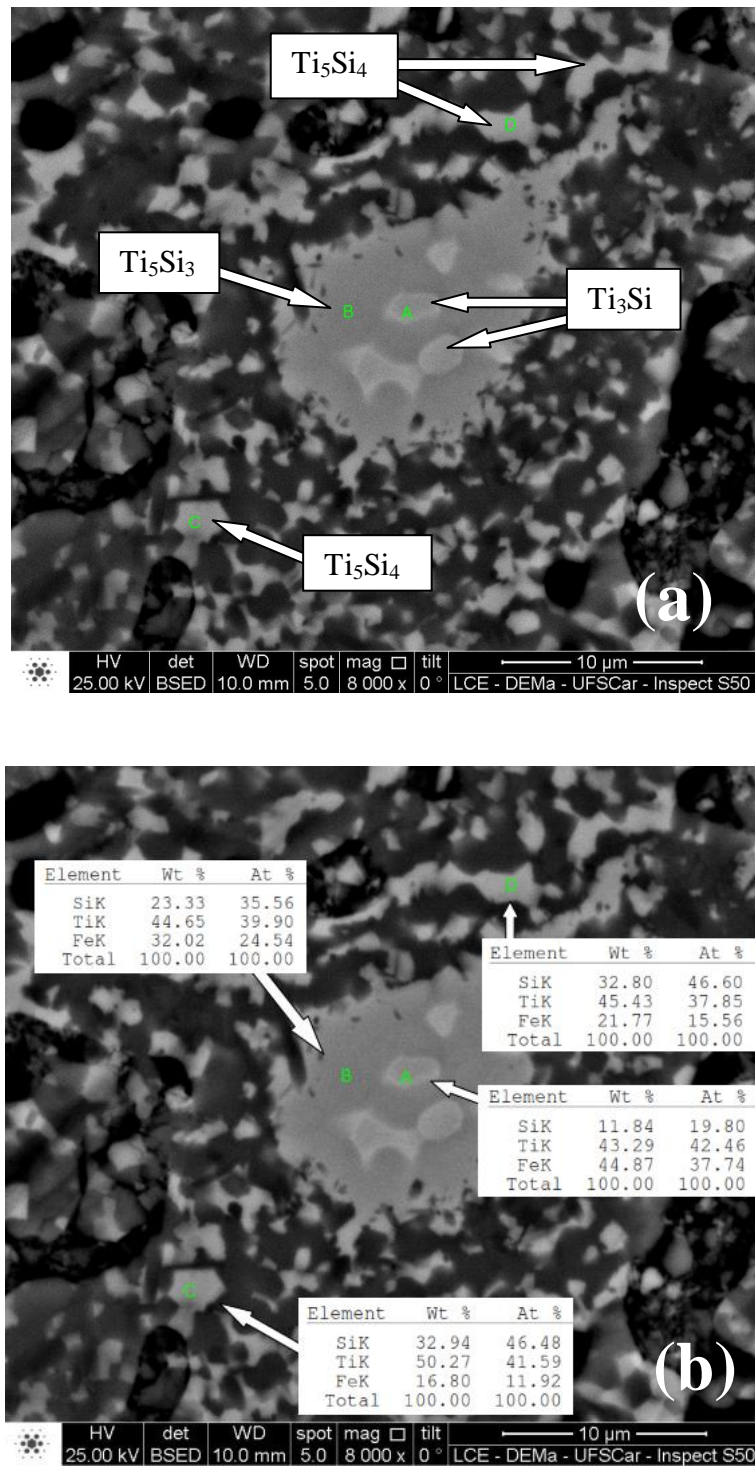 Ti₅Si₄
D
Ti₅Si₃
B
A
Ti₃Si
C
Ti₅Si₄
(a)
HV det WD spot mag □ tilt 10 µm
25.00 kV BSED 10.0 mm 5.0 8 000 x 0 ° LCE - DEMa - UFSCar - Inspect S50
Element Wt % At %
SiK 23.33 35.56
TiK 44.65 39.90
FeK 32.02 24.54
Total 100.00 100.00
D
Element Wt % At %
SiK 32.80 46.60
TiK 45.43 37.85
FeK 21.77 15.56
Total 100.00 100.00
B
A
Element Wt % At %
SiK 11.84 19.80
TiK 43.29 42.46
FeK 44.87 37.74
Total 100.00 100.00
C
Element Wt % At %
SiK 32.94 46.48
TiK 50.27 41.59
FeK 16.80 11.92
Total 100.00 100.00
(b)
HV det WD spot mag □ tilt 10 µm
25.00 kV BSED 10.0 mm 5.0 8 000 x 0 ° LCE - DEMa - UFSCar - Inspect S50